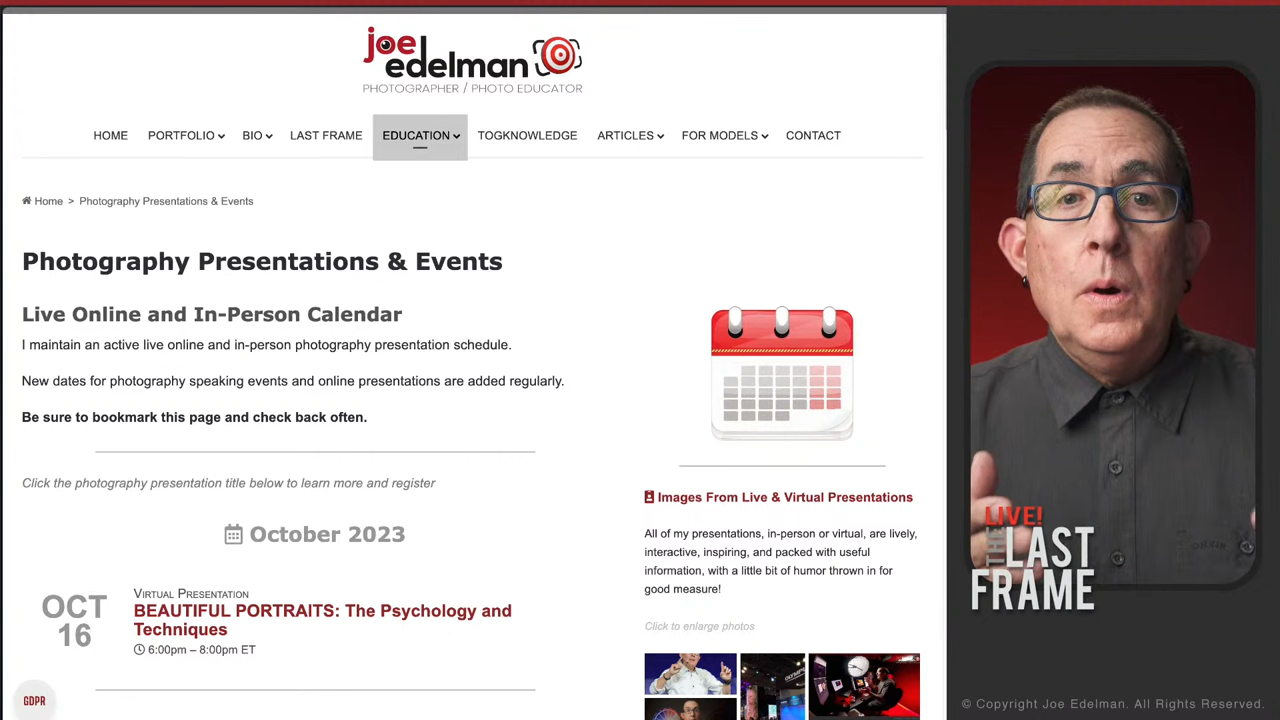 joe
edelman
PHOTOGRAPHER / PHOTO EDUCATOR
HOME PORTFOLIO BIO LAST FRAME EDUCATION TOGKNOWLEDGE ARTICLES FOR MODELS CONTACT
Home > Photography Presentations & Events
Photography Presentations & Events
Live Online and In-Person Calendar
I maintain an active live online and in-person photography presentation schedule.
New dates for photography speaking events and online presentations are added regularly.
Be sure to bookmark this page and check back often.
Click the photography presentation title below to learn more and register
October 2023
OCT
16
Virtual Presentation
BEAUTIFUL PORTRAITS: The Psychology and
Techniques
6:00pm – 8:00pm ET
GDPR
Images From Live & Virtual Presentations
All of my presentations, in-person or virtual, are lively,
interactive, inspiring, and packed with useful
information, with a little bit of humor thrown in for
good measure!
Click to enlarge photos
LIVE!
THE LAST
FRAME
© Copyright Joe Edelman. All Rights Reserved.